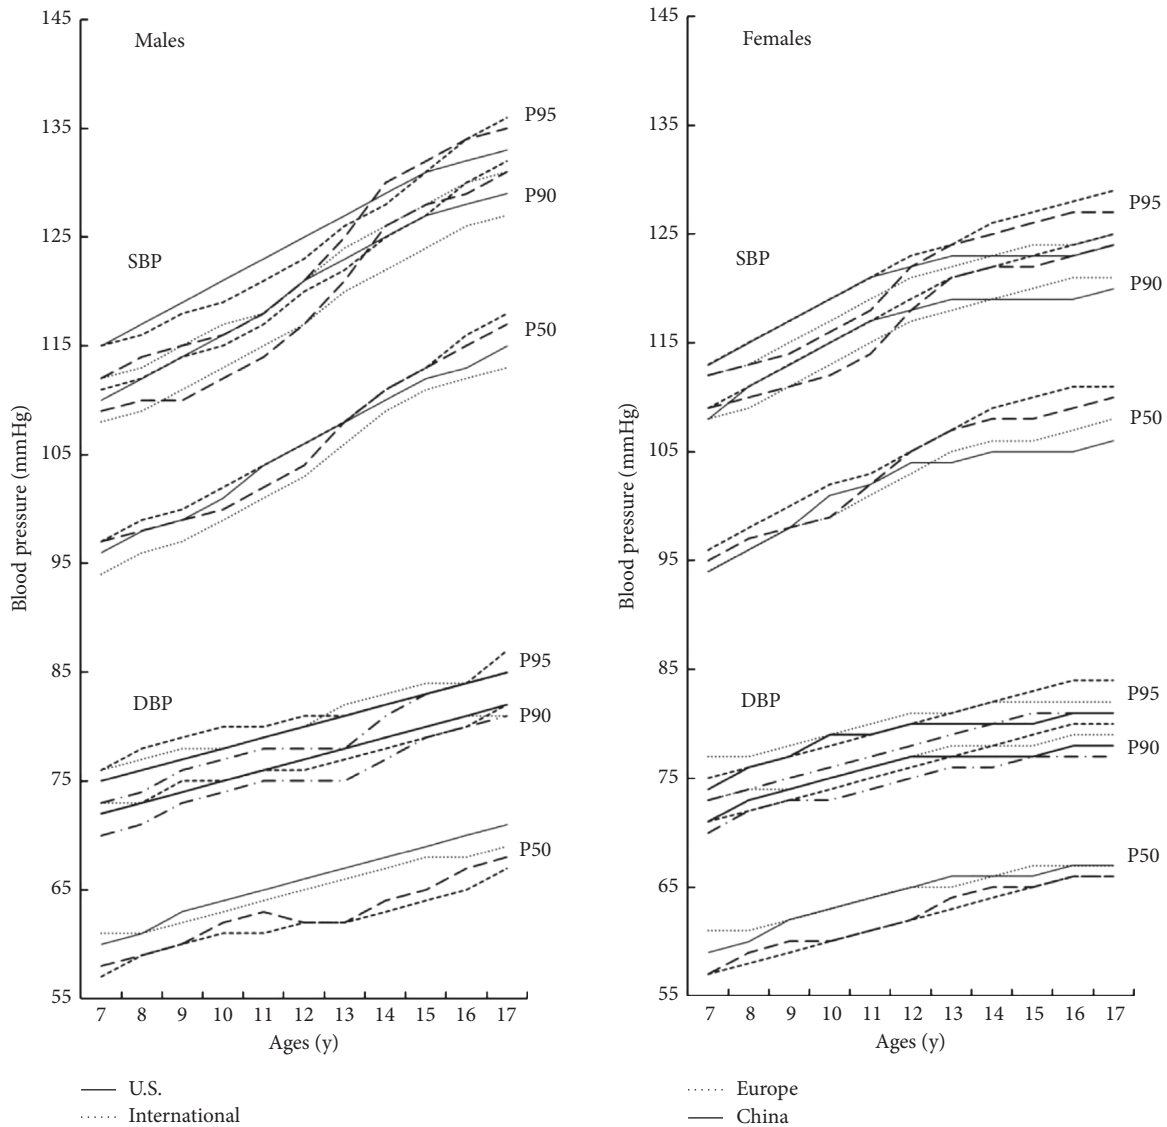 Males
SBP
DBP
P95
P90
P50
P95
P90
P50
145
135
125
115
105
95
85
75
65
55
Blood pressure (mmHg)
7 8 9 10 11 12 13 14 15 16 17
Ages (y)
Females
SBP
DBP
P95
P90
P50
P95
P90
P50
145
135
125
115
105
95
85
75
65
55
Blood pressure (mmHg)
7 8 9 10 11 12 13 14 15 16 17
Ages (y)
U.S.
International
Europe
China